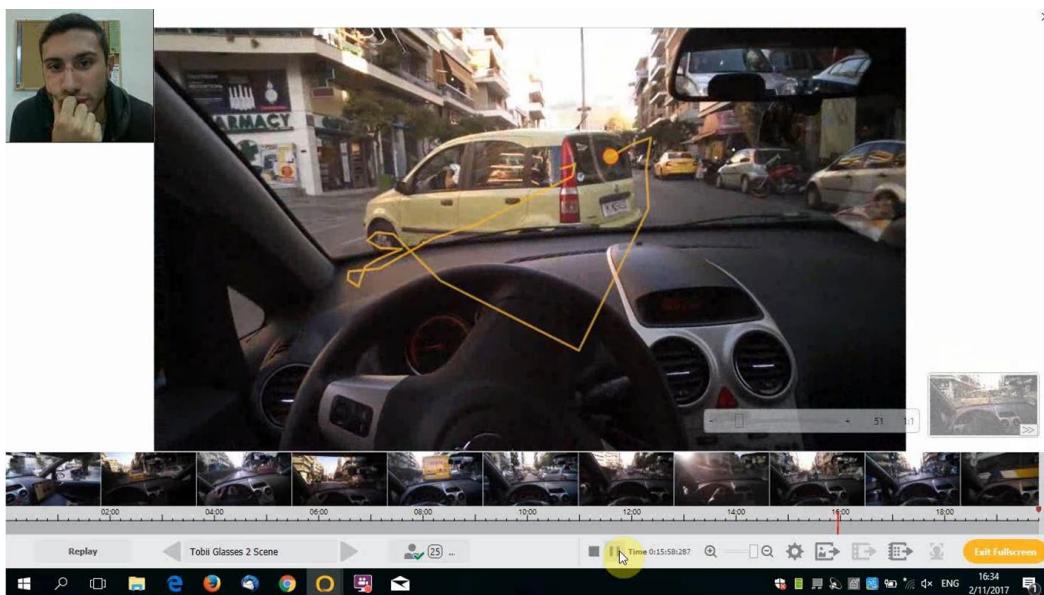 PHARMACY
51
1:1
>>
02:00 04:00 06:00 08:00 10:00 12:00 14:00 16:00 18:00
Replay
Tobii Glasses 2 Scene
25 ...
Time 0:15:58:287
Exit Fullscreen
ENG
16:34
2/11/2017
1